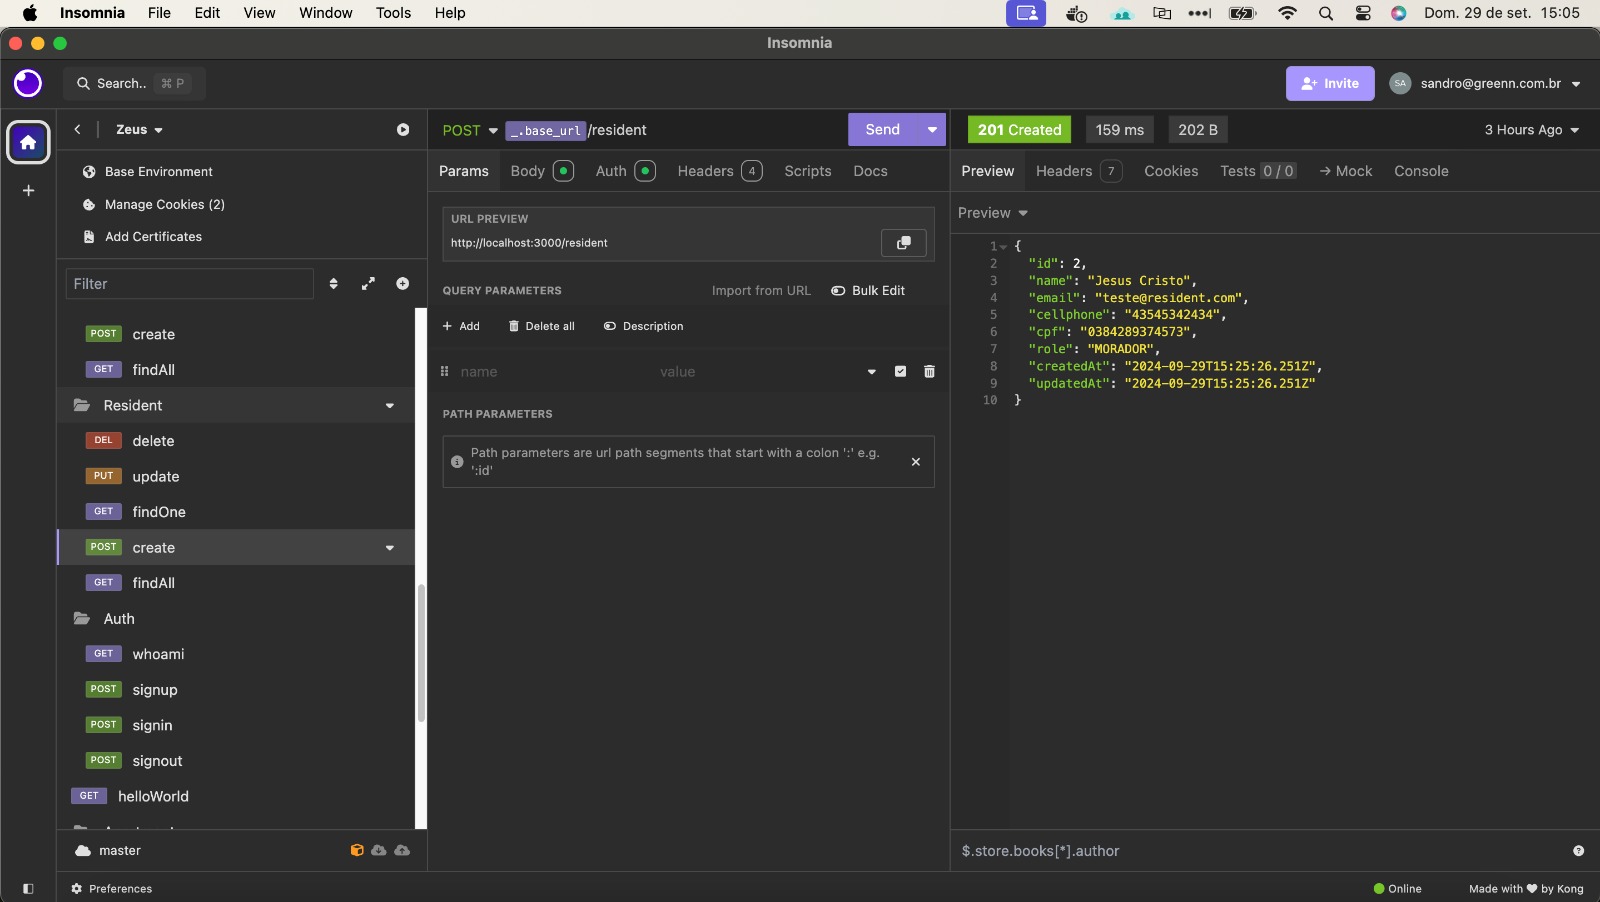 Insomnia File Edit View Window Tools Help Dom. 29 de set. 15:05
Insomnia
Search.. ⌘ P Invite SA sandro@greenn.com.br
Zeus
Base Environment
Manage Cookies (2)
Add Certificates
Filter
POST create
GET findAll
Resident
DEL delete
PUT update
GET findOne
POST create
GET findAll
Auth
GET whoami
POST signup
POST signin
POST signout
GET helloWorld
master
Preferences
POST _.base_url /resident Send
Params Body Auth Headers 4 Scripts Docs
URL PREVIEW
http://localhost:3000/resident
QUERY PARAMETERS Import from URL Bulk Edit
+ Add Delete all Description
name value
PATH PARAMETERS
Path parameters are url path segments that start with a colon ':' e.g.
':id'
201 Created 159 ms 202 B 3 Hours Ago
Preview Headers 7 Cookies Tests 0 / 0 → Mock Console
Preview
1 {
2 "id": 2,
3 "name": "Jesus Cristo",
4 "email": "teste@resident.com",
5 "cellphone": "43545342434",
6 "cpf": "0384289374573",
7 "role": "MORADOR",
8 "createdAt": "2024-09-29T15:25:26.251Z",
9 "updatedAt": "2024-09-29T15:25:26.251Z"
10 }
$.store.books[*].author
Online Made with ♥ by Kong